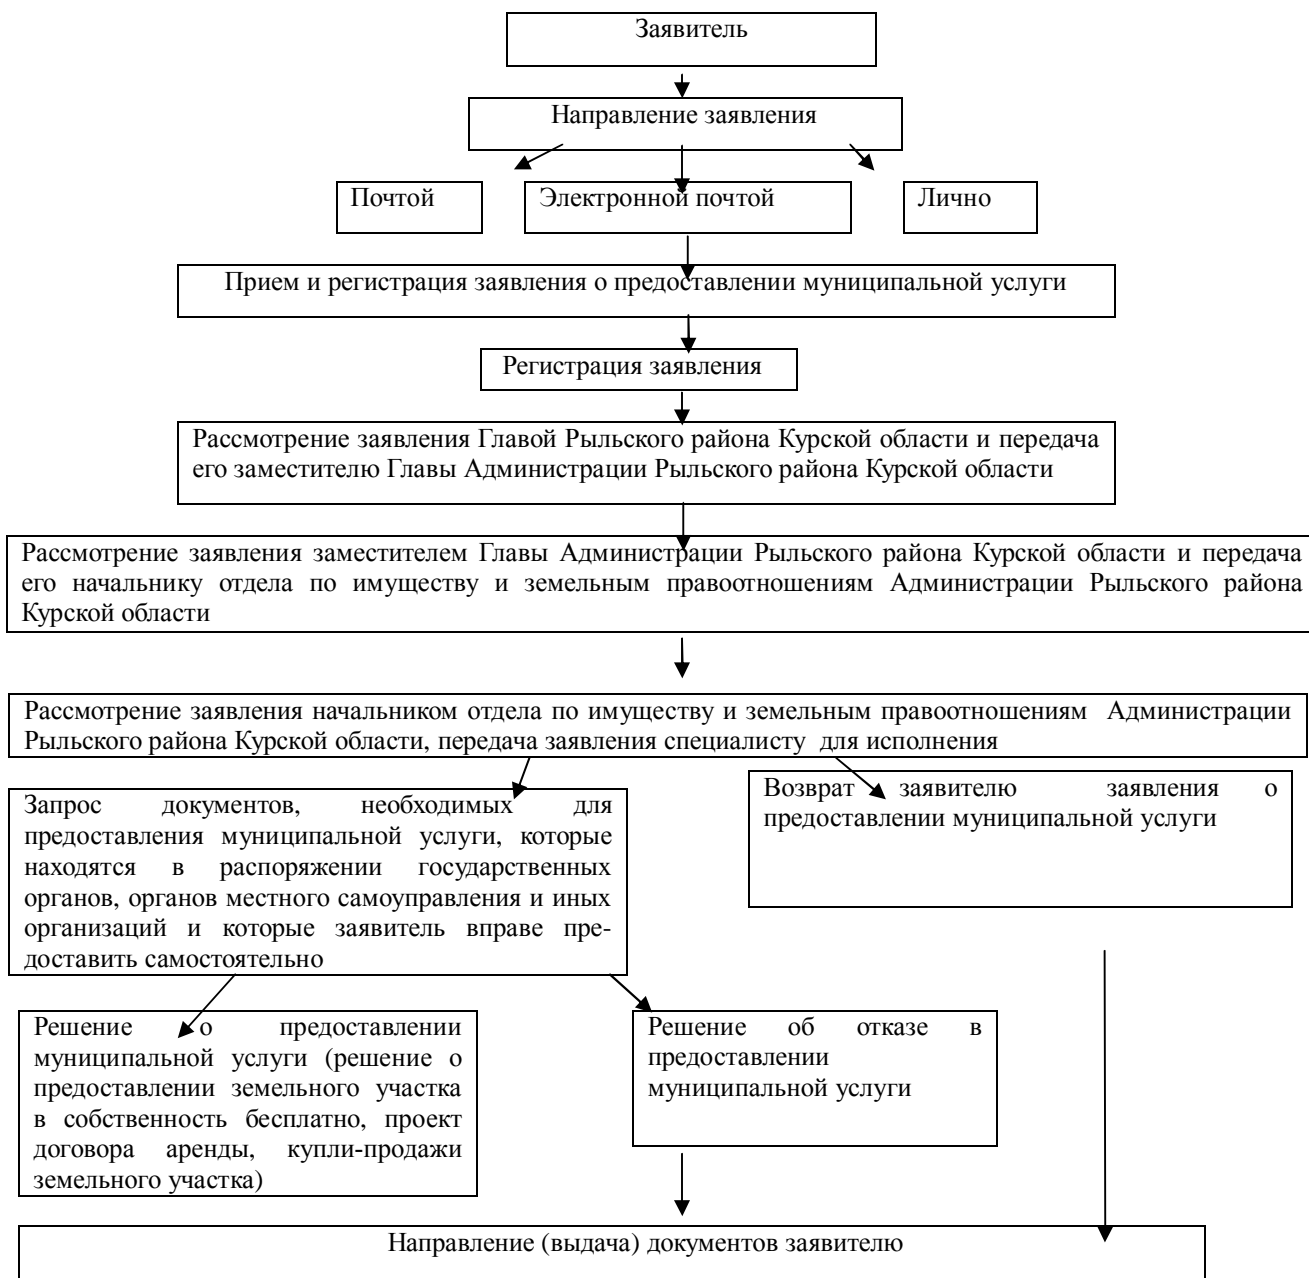 Заявитель
Направление заявления
Почтой
Электронной почтой
Лично
Прием и регистрация заявления о предоставлении муниципальной услуги
Регистрация заявления
Рассмотрение заявления Главой Рыльского района Курской области и передача
его заместителю Главы Администрации Рыльского района Курской области
Рассмотрение заявления заместителем Главы Администрации Рыльского района Курской области и передача
его начальнику отдела по имуществу и земельным правоотношениям Администрации Рыльского района
Курской области
Рассмотрение заявления начальником отдела по имуществу и земельным правоотношениям Администрации
Рыльского района Курской области, передача заявления специалисту для исполнения
Запрос документов, необходимых для
предоставления муниципальной услуги, которые
находятся в распоряжении государственных
органов, органов местного самоуправления и иных
организаций и которые заявитель вправе пре-
доставить самостоятельно
Возврат заявителю заявления о
предоставлении муниципальной услуги
Решение о предоставлении
муниципальной услуги (решение о
предоставлении земельного участка
в собственность бесплатно, проект
договора аренды, купли-продажи
земельного участка)
Решение об отказе в
предоставлении
муниципальной услуги
Направление (выдача) документов заявителю